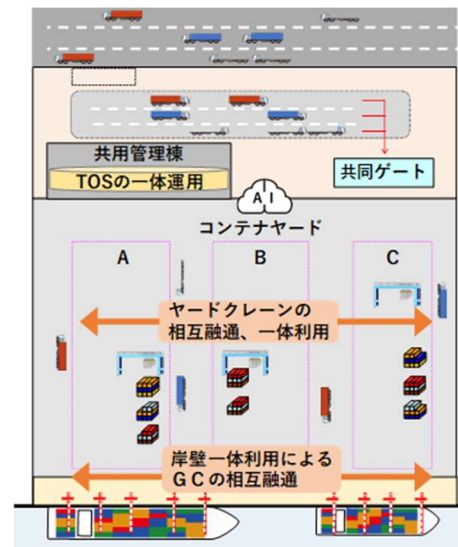 共用管理棟
TOSの一体運用
共同ゲート
AI
コンテナヤード
A
B
C
ヤードクレーンの
相互融通、一体利用
岸壁一体利用による
GCの相互融通